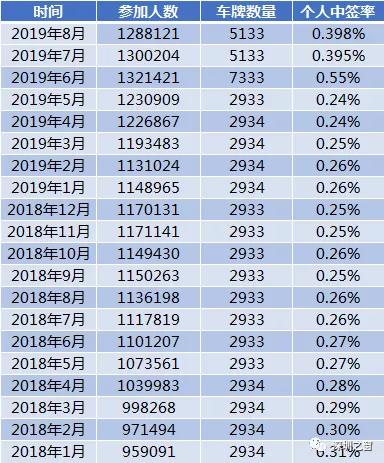 时间 参加人数 车牌数量 个人中签率
2019年8月 1288121 5133 0.398%
2019年7月 1300204 5133 0.395%
2019年6月 1321421 7333 0.55%
2019年5月 1230909 2933 0.24%
2019年4月 1226867 2934 0.24%
2019年3月 1193483 2934 0.25%
2019年2月 1131024 2934 0.26%
2019年1月 1148965 2933 0.26%
2018年12月 1170131 2933 0.25%
2018年11月 1171141 2933 0.25%
2018年10月 1149430 2933 0.26%
2018年9月 1150263 2933 0.25%
2018年8月 1136198 2933 0.26%
2018年7月 1117819 2933 0.26%
2018年6月 1101207 2933 0.27%
2018年5月 1073561 2933 0.27%
2018年4月 1039983 2934 0.28%
2018年3月 998268 2934 0.29%
2018年2月 971494 2934 0.30%
2018年1月 959091 2934 0.31%
深圳之窗